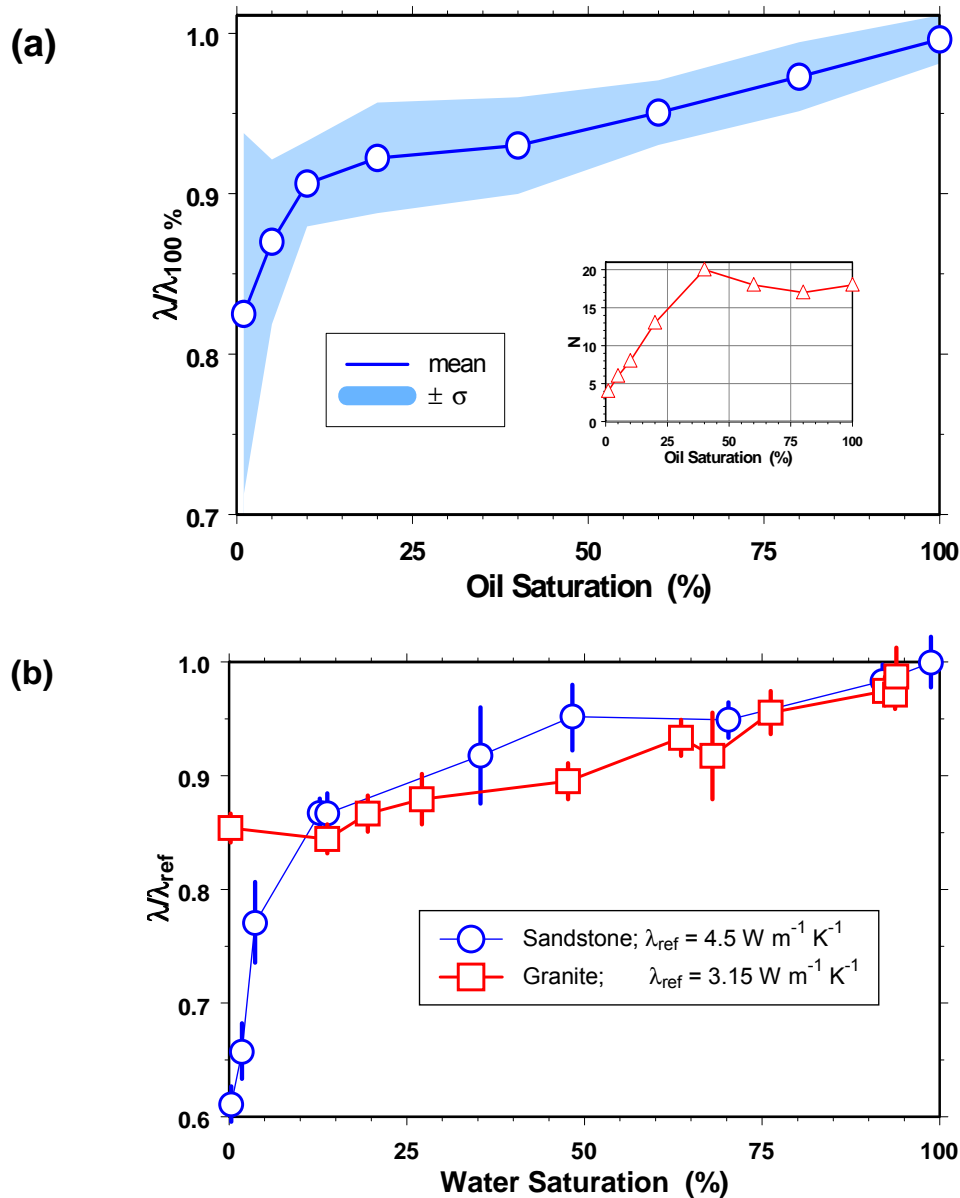 (a)
1.0
0.9
0.8
0.7
λ/λ100 %
mean
± σ
20
15
10
5
0
N
0 25 50 75 100
Oil Saturation (%)
0 25 50 75 100
Oil Saturation (%)
(b)
1.0
0.9
0.8
0.7
0.6
λ/λref
Sandstone; λref = 4.5 W m-1 K-1
Granite; λref = 3.15 W m-1 K-1
0 25 50 75 100
Water Saturation (%)